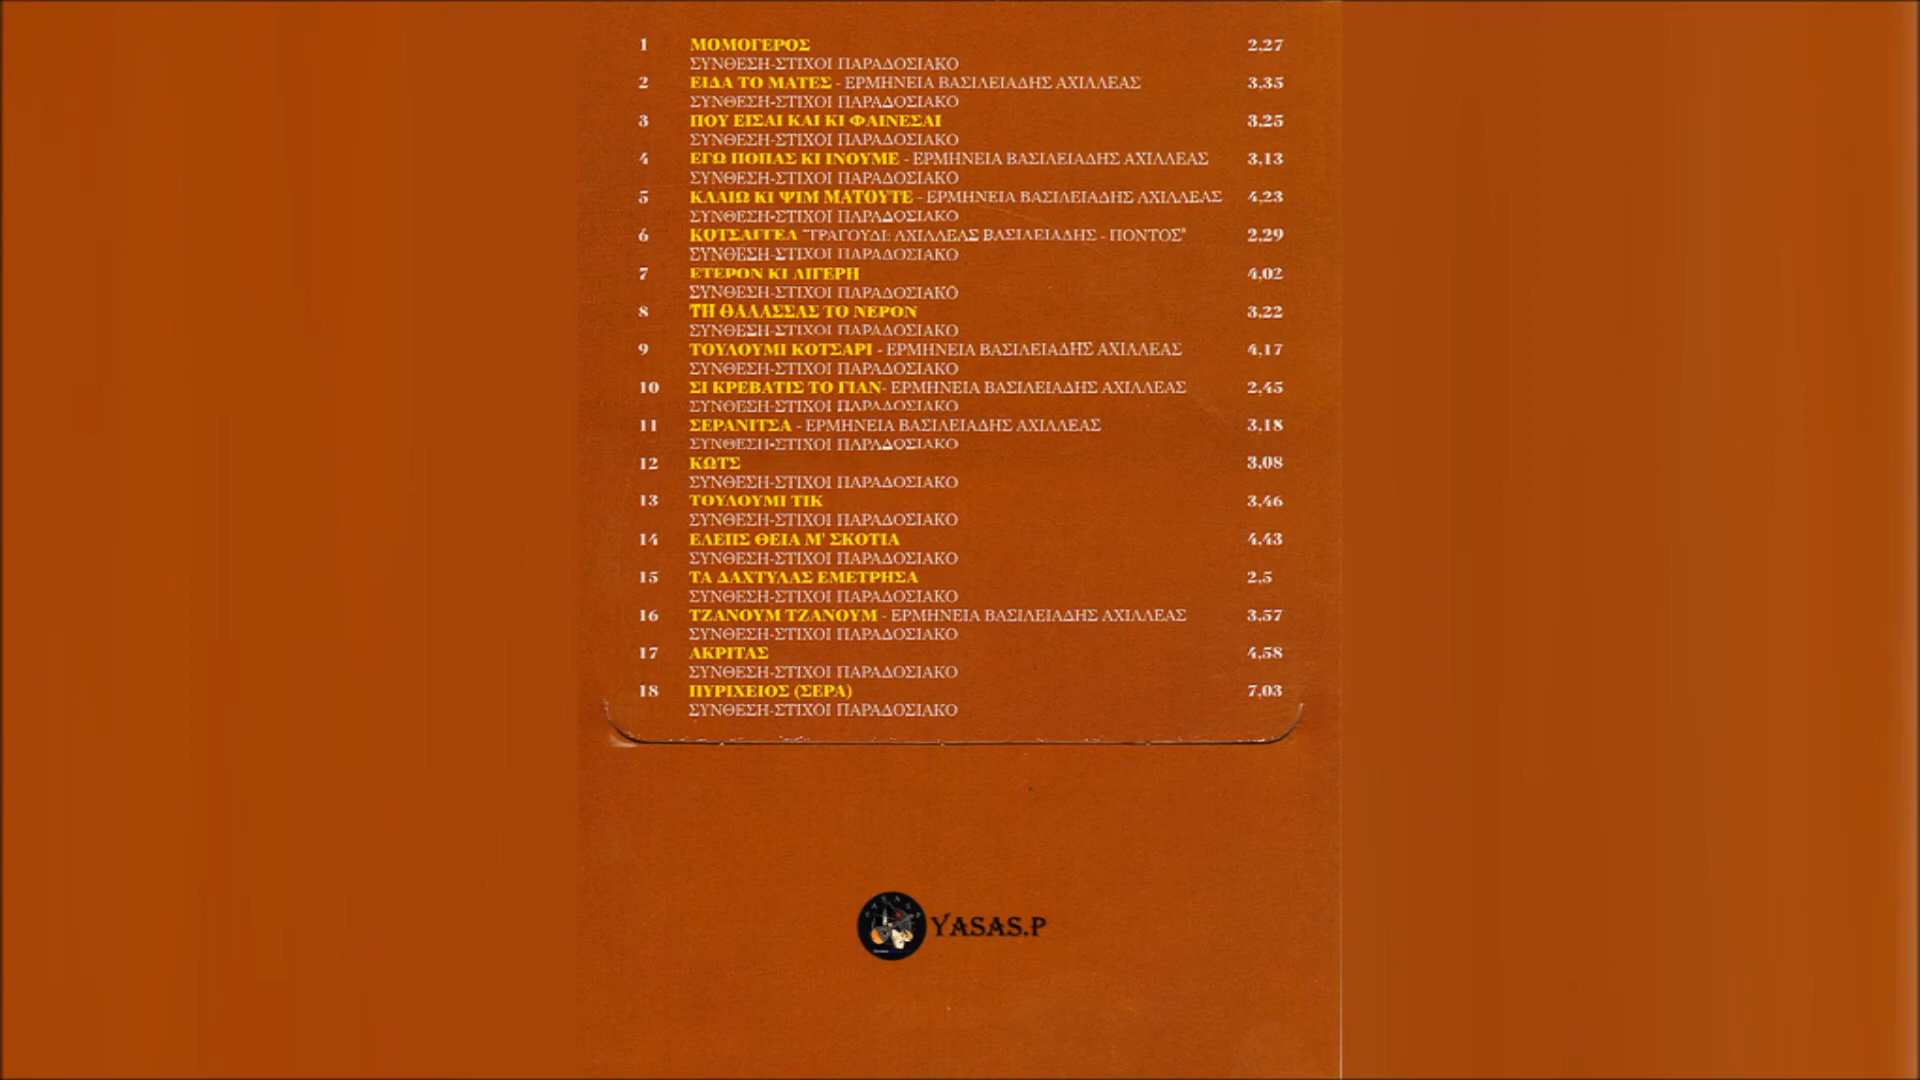 1 ΜΟΜΟΓΕΡΟΣ 2,27
ΣΥΝΘΕΣΗ-ΣΤΙΧΟΙ ΠΑΡΑΔΟΣΙΑΚΟ
2 ΕΙΔΑ ΤΟ ΜΑΤΕΣ - ΕΡΜΗΝΕΙΑ ΒΑΣΙΛΕΙΑΔΗΣ ΑΧΙΛΛΕΑΣ 3,35
ΣΥΝΘΕΣΗ-ΣΤΙΧΟΙ ΠΑΡΑΔΟΣΙΑΚΟ
3 ΠΟΥ ΕΙΣΑΙ ΚΑΙ ΚΙ ΦΑΙΝΕΣΑΙ 3,25
ΣΥΝΘΕΣΗ-ΣΤΙΧΟΙ ΠΑΡΑΔΟΣΙΑΚΟ
4 ΕΓΩ ΠΟΠΑΣ ΚΙ ΙΝΟΥΜΕ - ΕΡΜΗΝΕΙΑ ΒΑΣΙΛΕΙΑΔΗΣ ΑΧΙΛΛΕΑΣ 3,13
ΣΥΝΘΕΣΗ-ΣΤΙΧΟΙ ΠΑΡΑΔΟΣΙΑΚΟ
5 ΚΛΑΙΩ ΚΙ ΨΙΜ ΜΑΤΟΥΤΕ - ΕΡΜΗΝΕΙΑ ΒΑΣΙΛΕΙΑΔΗΣ ΑΧΙΛΛΕΑΣ 4,23
ΣΥΝΘΕΣΗ-ΣΤΙΧΟΙ ΠΑΡΑΔΟΣΙΑΚΟ
6 ΚΟΤΣΑΓΓΕΛ "ΤΡΑΓΟΥΔΙ: ΑΧΙΛΛΕΑΣ ΒΑΣΙΛΕΙΑΔΗΣ - ΠΟΝΤΟΣ" 2,29
ΣΥΝΘΕΣΗ-ΣΤΙΧΟΙ ΠΑΡΑΔΟΣΙΑΚΟ
7 ΕΤΕΡΟΝ ΚΙ ΛΙΓΕΡΗ 4,02
ΣΥΝΘΕΣΗ-ΣΤΙΧΟΙ ΠΑΡΑΔΟΣΙΑΚΟ
8 ΤΗ ΘΑΛΑΣΣΑΣ ΤΟ ΝΕΡΟΝ 3,22
ΣΥΝΘΕΣΗ-ΣΤΙΧΟΙ ΠΑΡΑΔΟΣΙΑΚΟ
9 ΤΟΥΛΟΥΜΙ ΚΟΤΣΑΡΙ - ΕΡΜΗΝΕΙΑ ΒΑΣΙΛΕΙΑΔΗΣ ΑΧΙΛΛΕΑΣ 4,17
ΣΥΝΘΕΣΗ-ΣΤΙΧΟΙ ΠΑΡΑΔΟΣΙΑΚΟ
10 ΣΙ ΚΡΕΒΑΤΙΣ ΤΟ ΓΙΑΝ- ΕΡΜΗΝΕΙΑ ΒΑΣΙΛΕΙΑΔΗΣ ΑΧΙΛΛΕΑΣ 2,45
ΣΥΝΘΕΣΗ-ΣΤΙΧΟΙ ΠΑΡΑΔΟΣΙΑΚΟ
11 ΣΕΡΑΝΙΤΣΑ - ΕΡΜΗΝΕΙΑ ΒΑΣΙΛΕΙΑΔΗΣ ΑΧΙΛΛΕΑΣ 3,18
ΣΥΝΘΕΣΗ-ΣΤΙΧΟΙ ΠΑΡΑΔΟΣΙΑΚΟ
12 ΚΩΤΣ 3,08
ΣΥΝΘΕΣΗ-ΣΤΙΧΟΙ ΠΑΡΑΔΟΣΙΑΚΟ
13 ΤΟΥΛΟΥΜΙ ΤΙΚ 3,46
ΣΥΝΘΕΣΗ-ΣΤΙΧΟΙ ΠΑΡΑΔΟΣΙΑΚΟ
14 ΕΛΕΠΣ ΘΕΙΑ Μ' ΣΚΟΤΙΑ 4,43
ΣΥΝΘΕΣΗ-ΣΤΙΧΟΙ ΠΑΡΑΔΟΣΙΑΚΟ
15 ΤΑ ΔΑΧΤΥΛΑΣ ΕΜΕΤΡΗΣΑ 2,5
ΣΥΝΘΕΣΗ-ΣΤΙΧΟΙ ΠΑΡΑΔΟΣΙΑΚΟ
16 ΤΖΑΝΟΥΜ ΤΖΑΝΟΥΜ - ΕΡΜΗΝΕΙΑ ΒΑΣΙΛΕΙΑΔΗΣ ΑΧΙΛΛΕΑΣ 3,57
ΣΥΝΘΕΣΗ-ΣΤΙΧΟΙ ΠΑΡΑΔΟΣΙΑΚΟ
17 ΑΚΡΙΤΑΣ 4,58
ΣΥΝΘΕΣΗ-ΣΤΙΧΟΙ ΠΑΡΑΔΟΣΙΑΚΟ
18 ΠΥΡΙΧΕΙΟΣ (ΣΕΡΑ) 7,03
ΣΥΝΘΕΣΗ-ΣΤΙΧΟΙ ΠΑΡΑΔΟΣΙΑΚΟ
YASAS.P